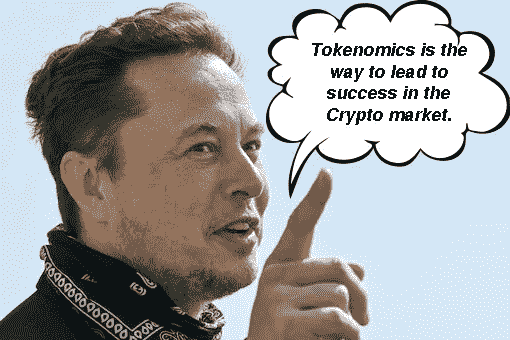 Tokenomics is the
way to lead to
success in the
Crypto market.